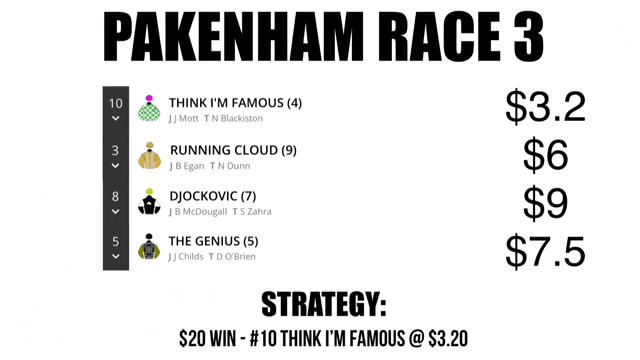 PAKENHAM RACE 3
10 THINK I'M FAMOUS (4) $3.2
J J Mott T N Blackiston
3 RUNNING CLOUD (9) $6
J B Egan T N Dunn
8 DJOCKOVIC (7) $9
J B McDougall T S Zahra
5 THE GENIUS (5) $7.5
J J Childs T D O'Brien
STRATEGY:
$20 WIN - #10 THINK I'M FAMOUS @ $3.20